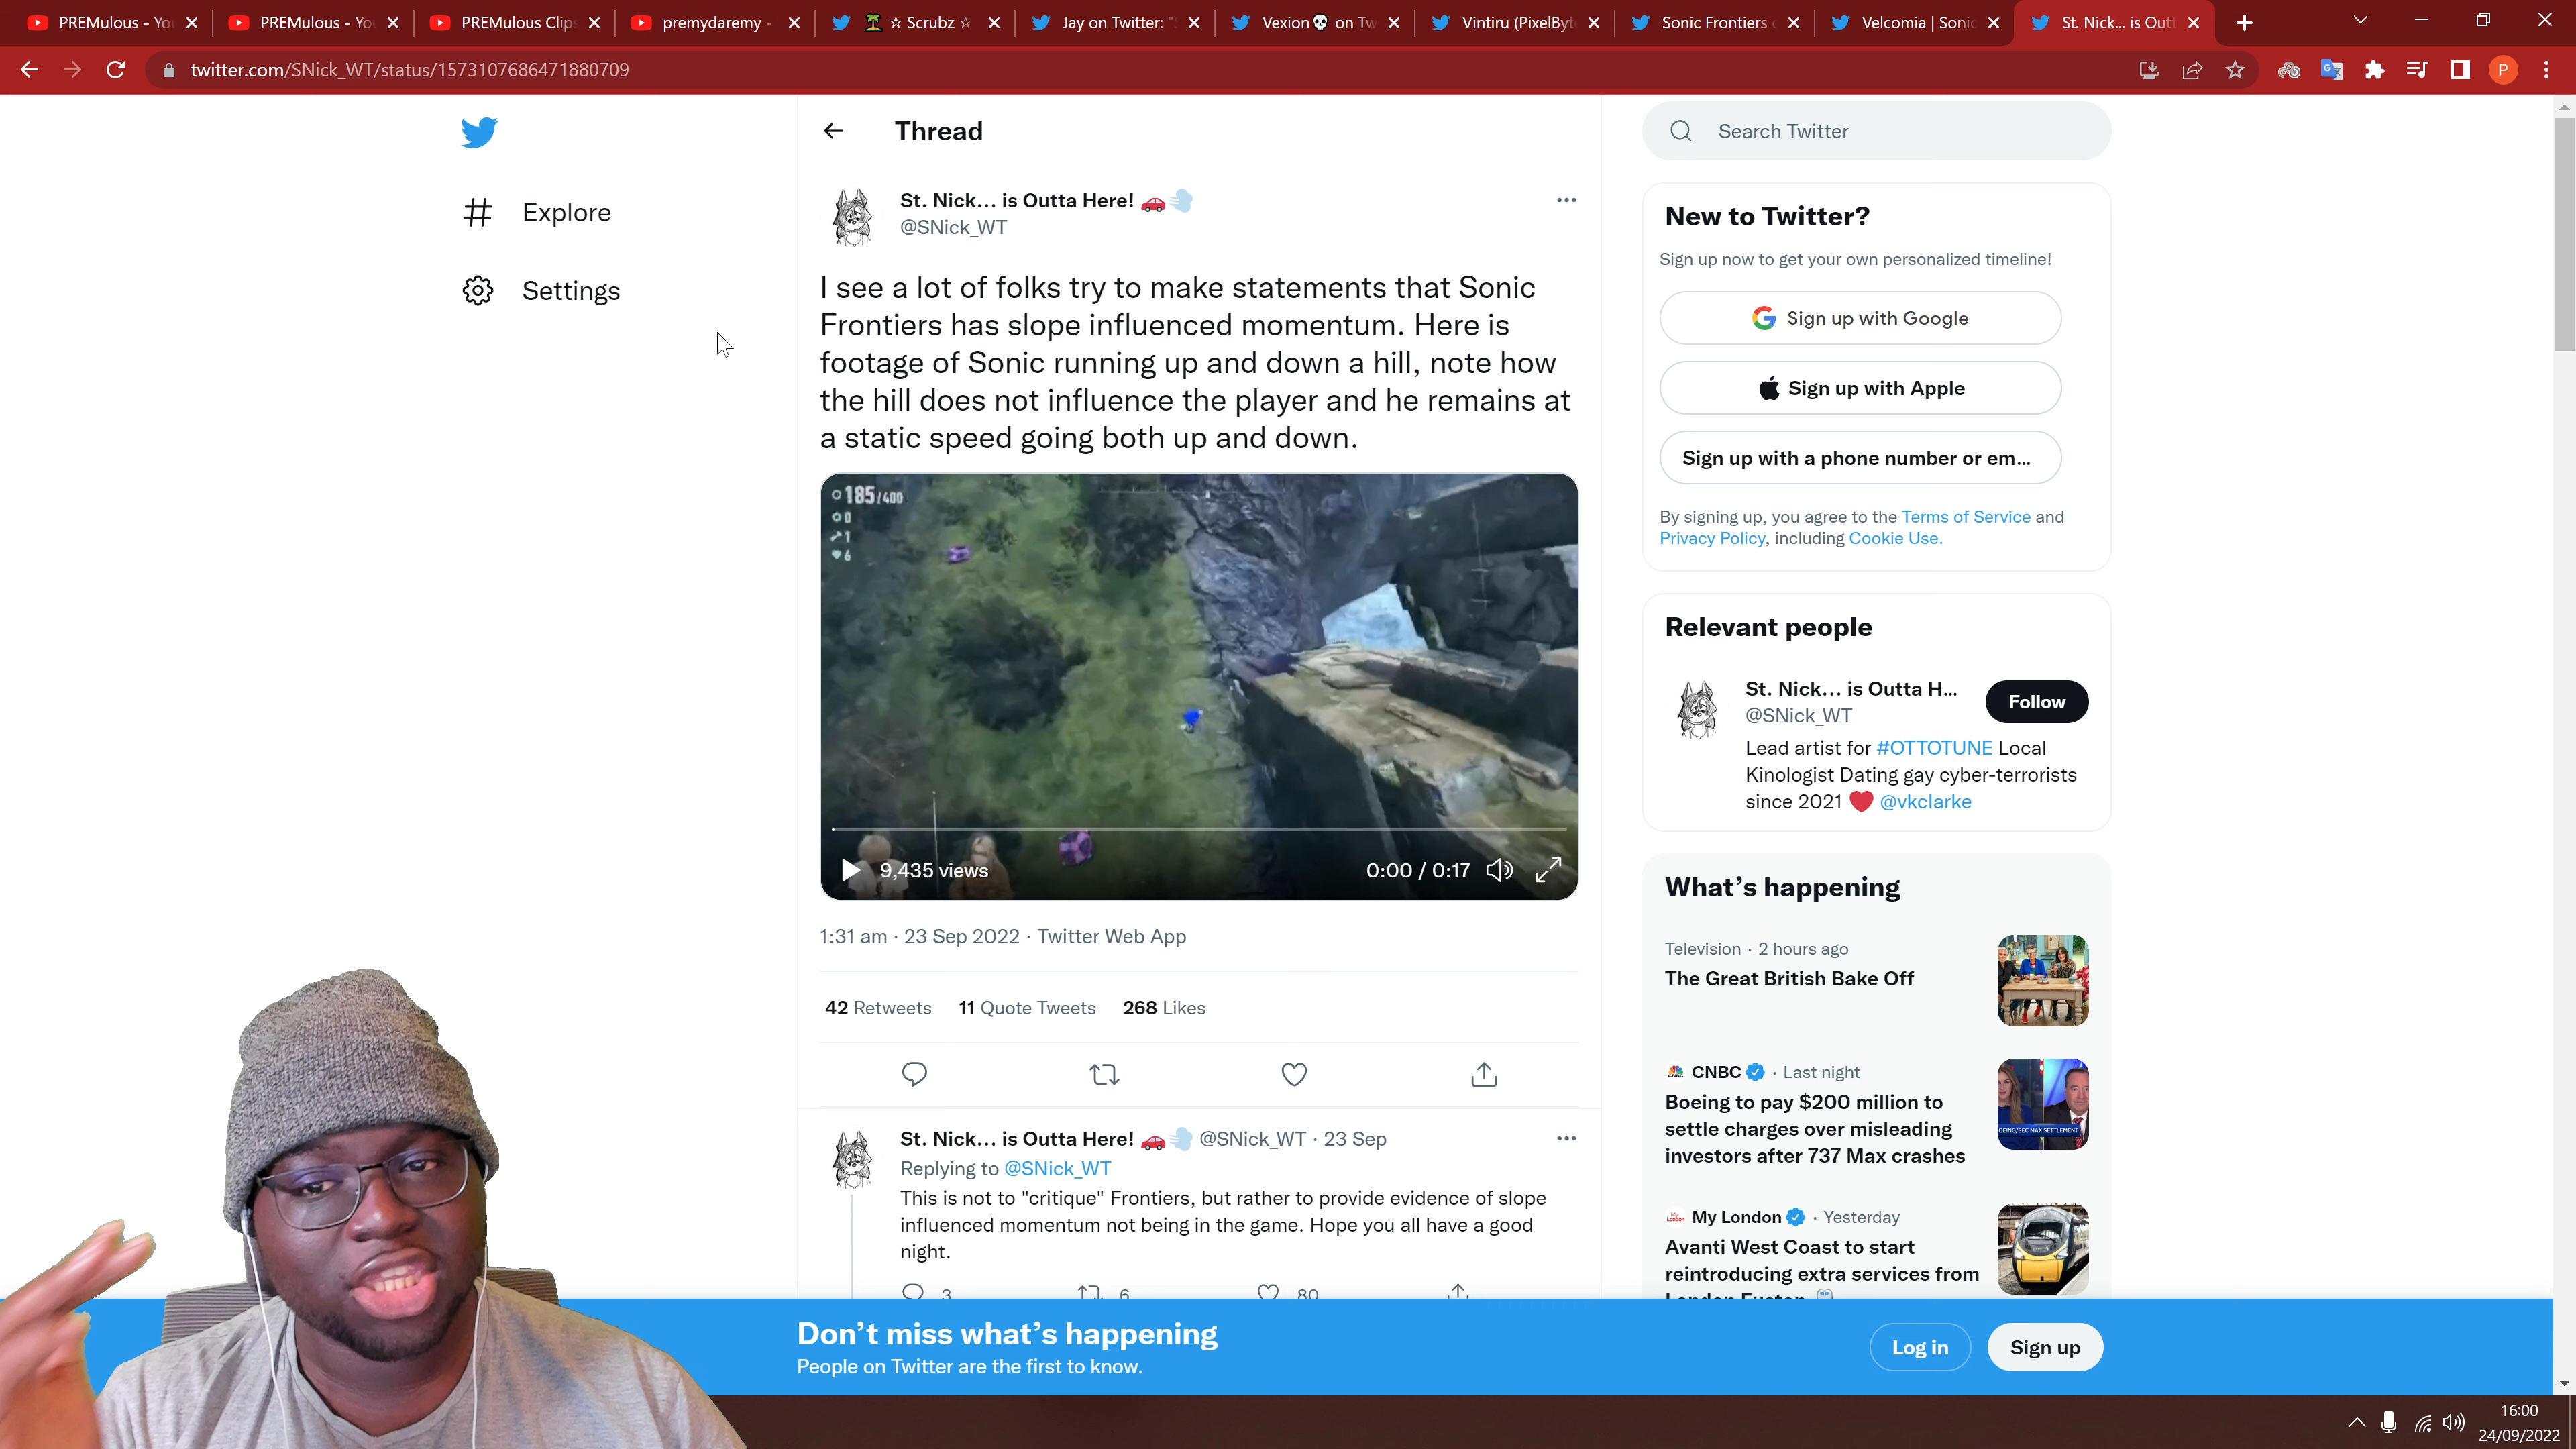 PREMulous - Yo
PREMulous - Yo
PREMulous Clip
premydaremy -
☆ Scrubz ☆
Jay on Twitter: "
Vexion💀 on Tw
Vintiru (PixelByt
Sonic Frontiers
Velcomia | Sonic
St. Nick... is Out
twitter.com/SNick_WT/status/1573107686471880709
P
Explore
Settings
Thread
St. Nick... is Outta Here! 🚗💨
@SNick_WT
I see a lot of folks try to make statements that Sonic
Frontiers has slope influenced momentum. Here is
footage of Sonic running up and down a hill, note how
the hill does not influence the player and he remains at
a static speed going both up and down.
185/400
0
1
6
9,435 views
0:00 / 0:17
1:31 am · 23 Sep 2022 · Twitter Web App
42 Retweets 11 Quote Tweets 268 Likes
St. Nick... is Outta Here! 🚗💨 @SNick_WT · 23 Sep
Replying to @SNick_WT
This is not to "critique" Frontiers, but rather to provide evidence of slope
influenced momentum not being in the game. Hope you all have a good
night.
3 6 80
Search Twitter
New to Twitter?
Sign up now to get your own personalized timeline!
Sign up with Google
Sign up with Apple
Sign up with a phone number or em...
By signing up, you agree to the Terms of Service and
Privacy Policy, including Cookie Use.
Relevant people
St. Nick... is Outta H...
@SNick_WT
Follow
Lead artist for #OTTOTUNE Local
Kinologist Dating gay cyber-terrorists
since 2021 ❤️ @vkclarke
What's happening
Television · 2 hours ago
The Great British Bake Off
CNBC · Last night
Boeing to pay $200 million to
settle charges over misleading
investors after 737 Max crashes
BOEING/SEC MAX SETTLEMENT
My London · Yesterday
Avanti West Coast to start
reintroducing extra services from
London Euston
Don't miss what's happening
People on Twitter are the first to know.
Log in
Sign up
16:00
24/09/2022